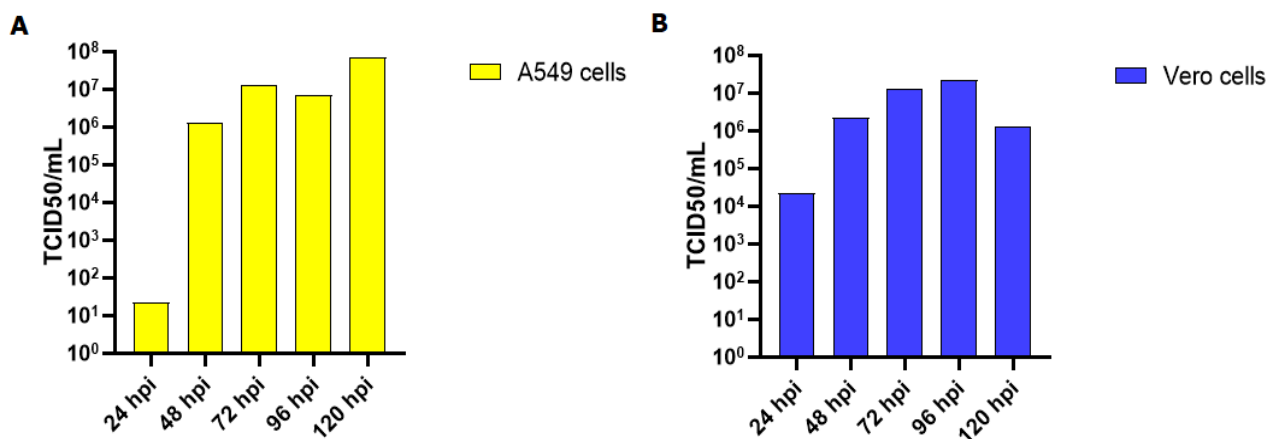 A
10⁸
10⁷
10⁶
10⁵
10⁴
10³
10²
10¹
10⁰
TCID50/mL
24 hpi
48 hpi
72 hpi
96 hpi
120 hpi
A549 cells
B
10⁸
10⁷
10⁶
10⁵
10⁴
10³
10²
10¹
10⁰
TCID50/mL
24 hpi
48 hpi
72 hpi
96 hpi
120 hpi
Vero cells